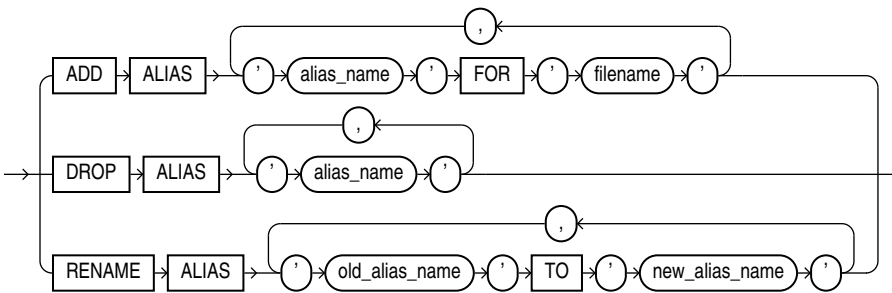 ,
ADD ALIAS ' alias_name ' FOR ' filename '
,
DROP ALIAS ' alias_name '
,
RENAME ALIAS ' old_alias_name ' TO ' new_alias_name '